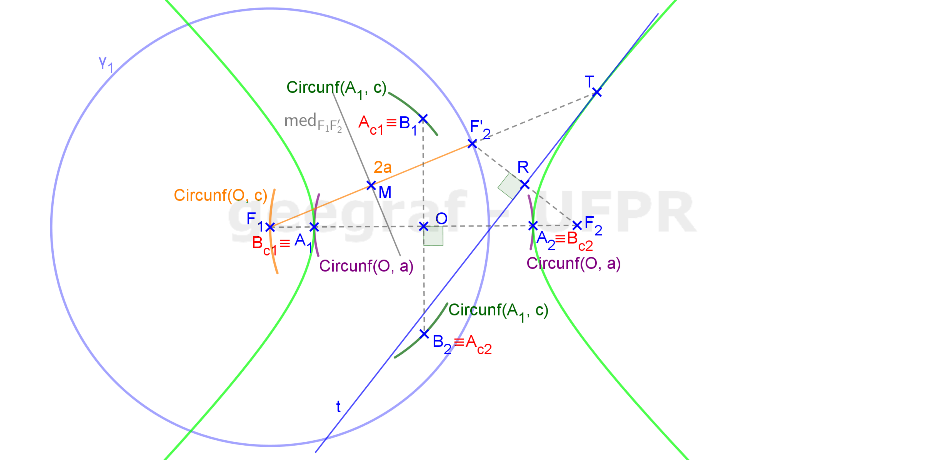 γ1
Circunf(A1, c)
medF1F'2
Ac1≡B1
F'2
T
2a
M
R
Circunf(O, c)
geegraf - UFPR
F1
O
F2
Bc1≡A1
A2≡Bc2
Circunf(O, a)
Circunf(O, a)
Circunf(A1, c)
B2≡Ac2
t